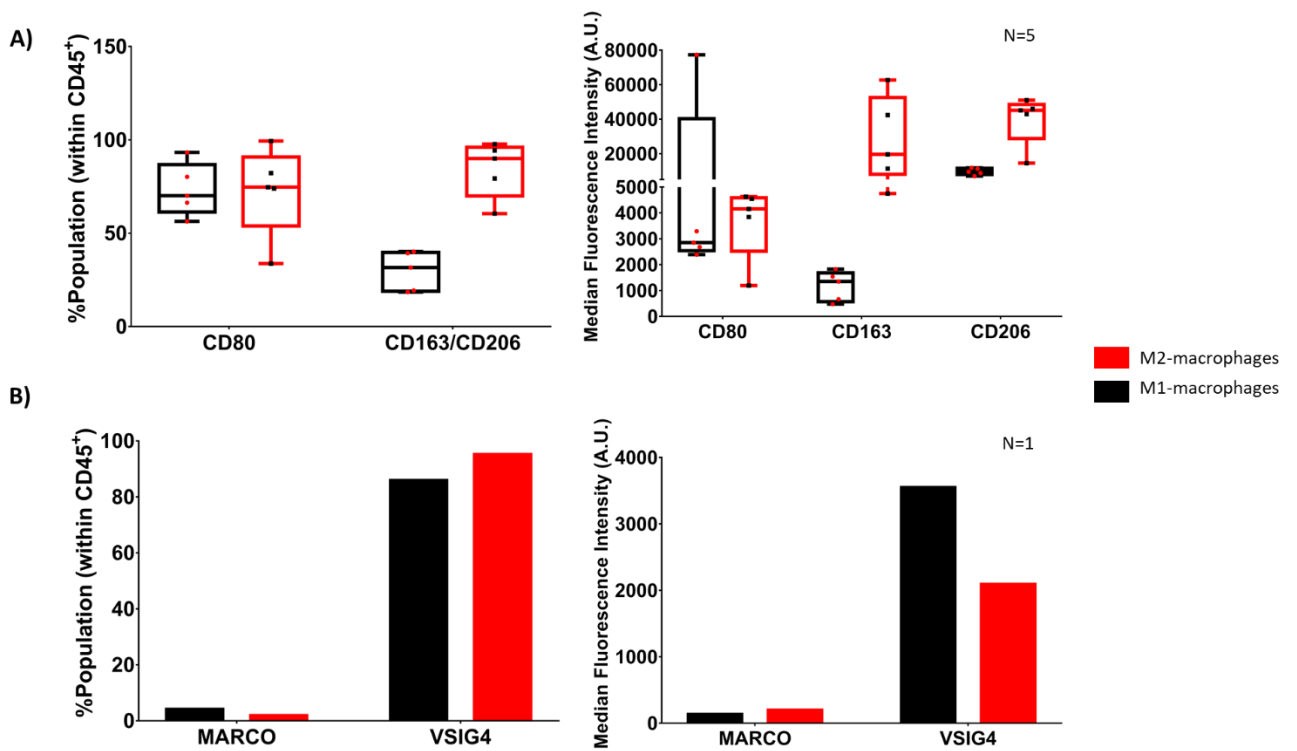 A)
%Population (within CD45+)
150
100
50
0
CD80
CD163/CD206
Median Fluorescence Intensity (A.U.)
N=5
80000
60000
40000
20000
5000
4000
3000
2000
1000
0
CD80
CD163
CD206
M2-macrophages
M1-macrophages
B)
%Population (within CD45+)
100
80
60
40
20
0
MARCO
VSIG4
Median Fluorescence Intensity (A.U.)
N=1
4000
3000
2000
1000
0
MARCO
VSIG4